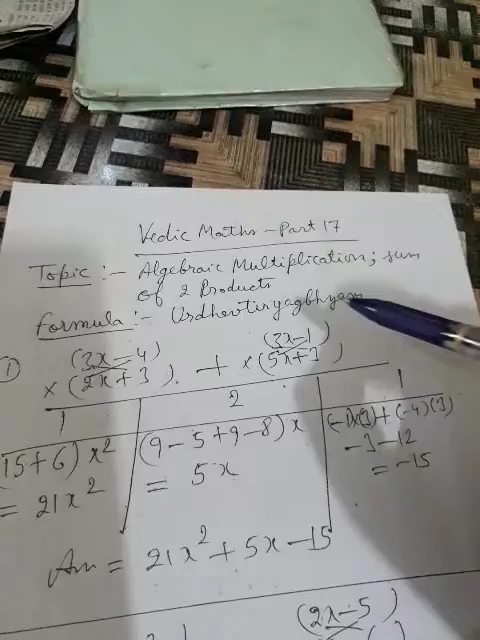 Vedic Maths - Part 17
Topic :- Algebraic Multiplication; sum
of 2 Products
Formula :- Urdhvatiryagbhyam
① (3x-4) (3x-1)
×(2x+3) . + ×(5x+3)
1 2 1
15+6)x² (9-5+9-8)x (-1×3)+(-4)(3)
= 21x² = 5x -3-12
= -15
Ans = 21x²+5x-15
(2x-5)